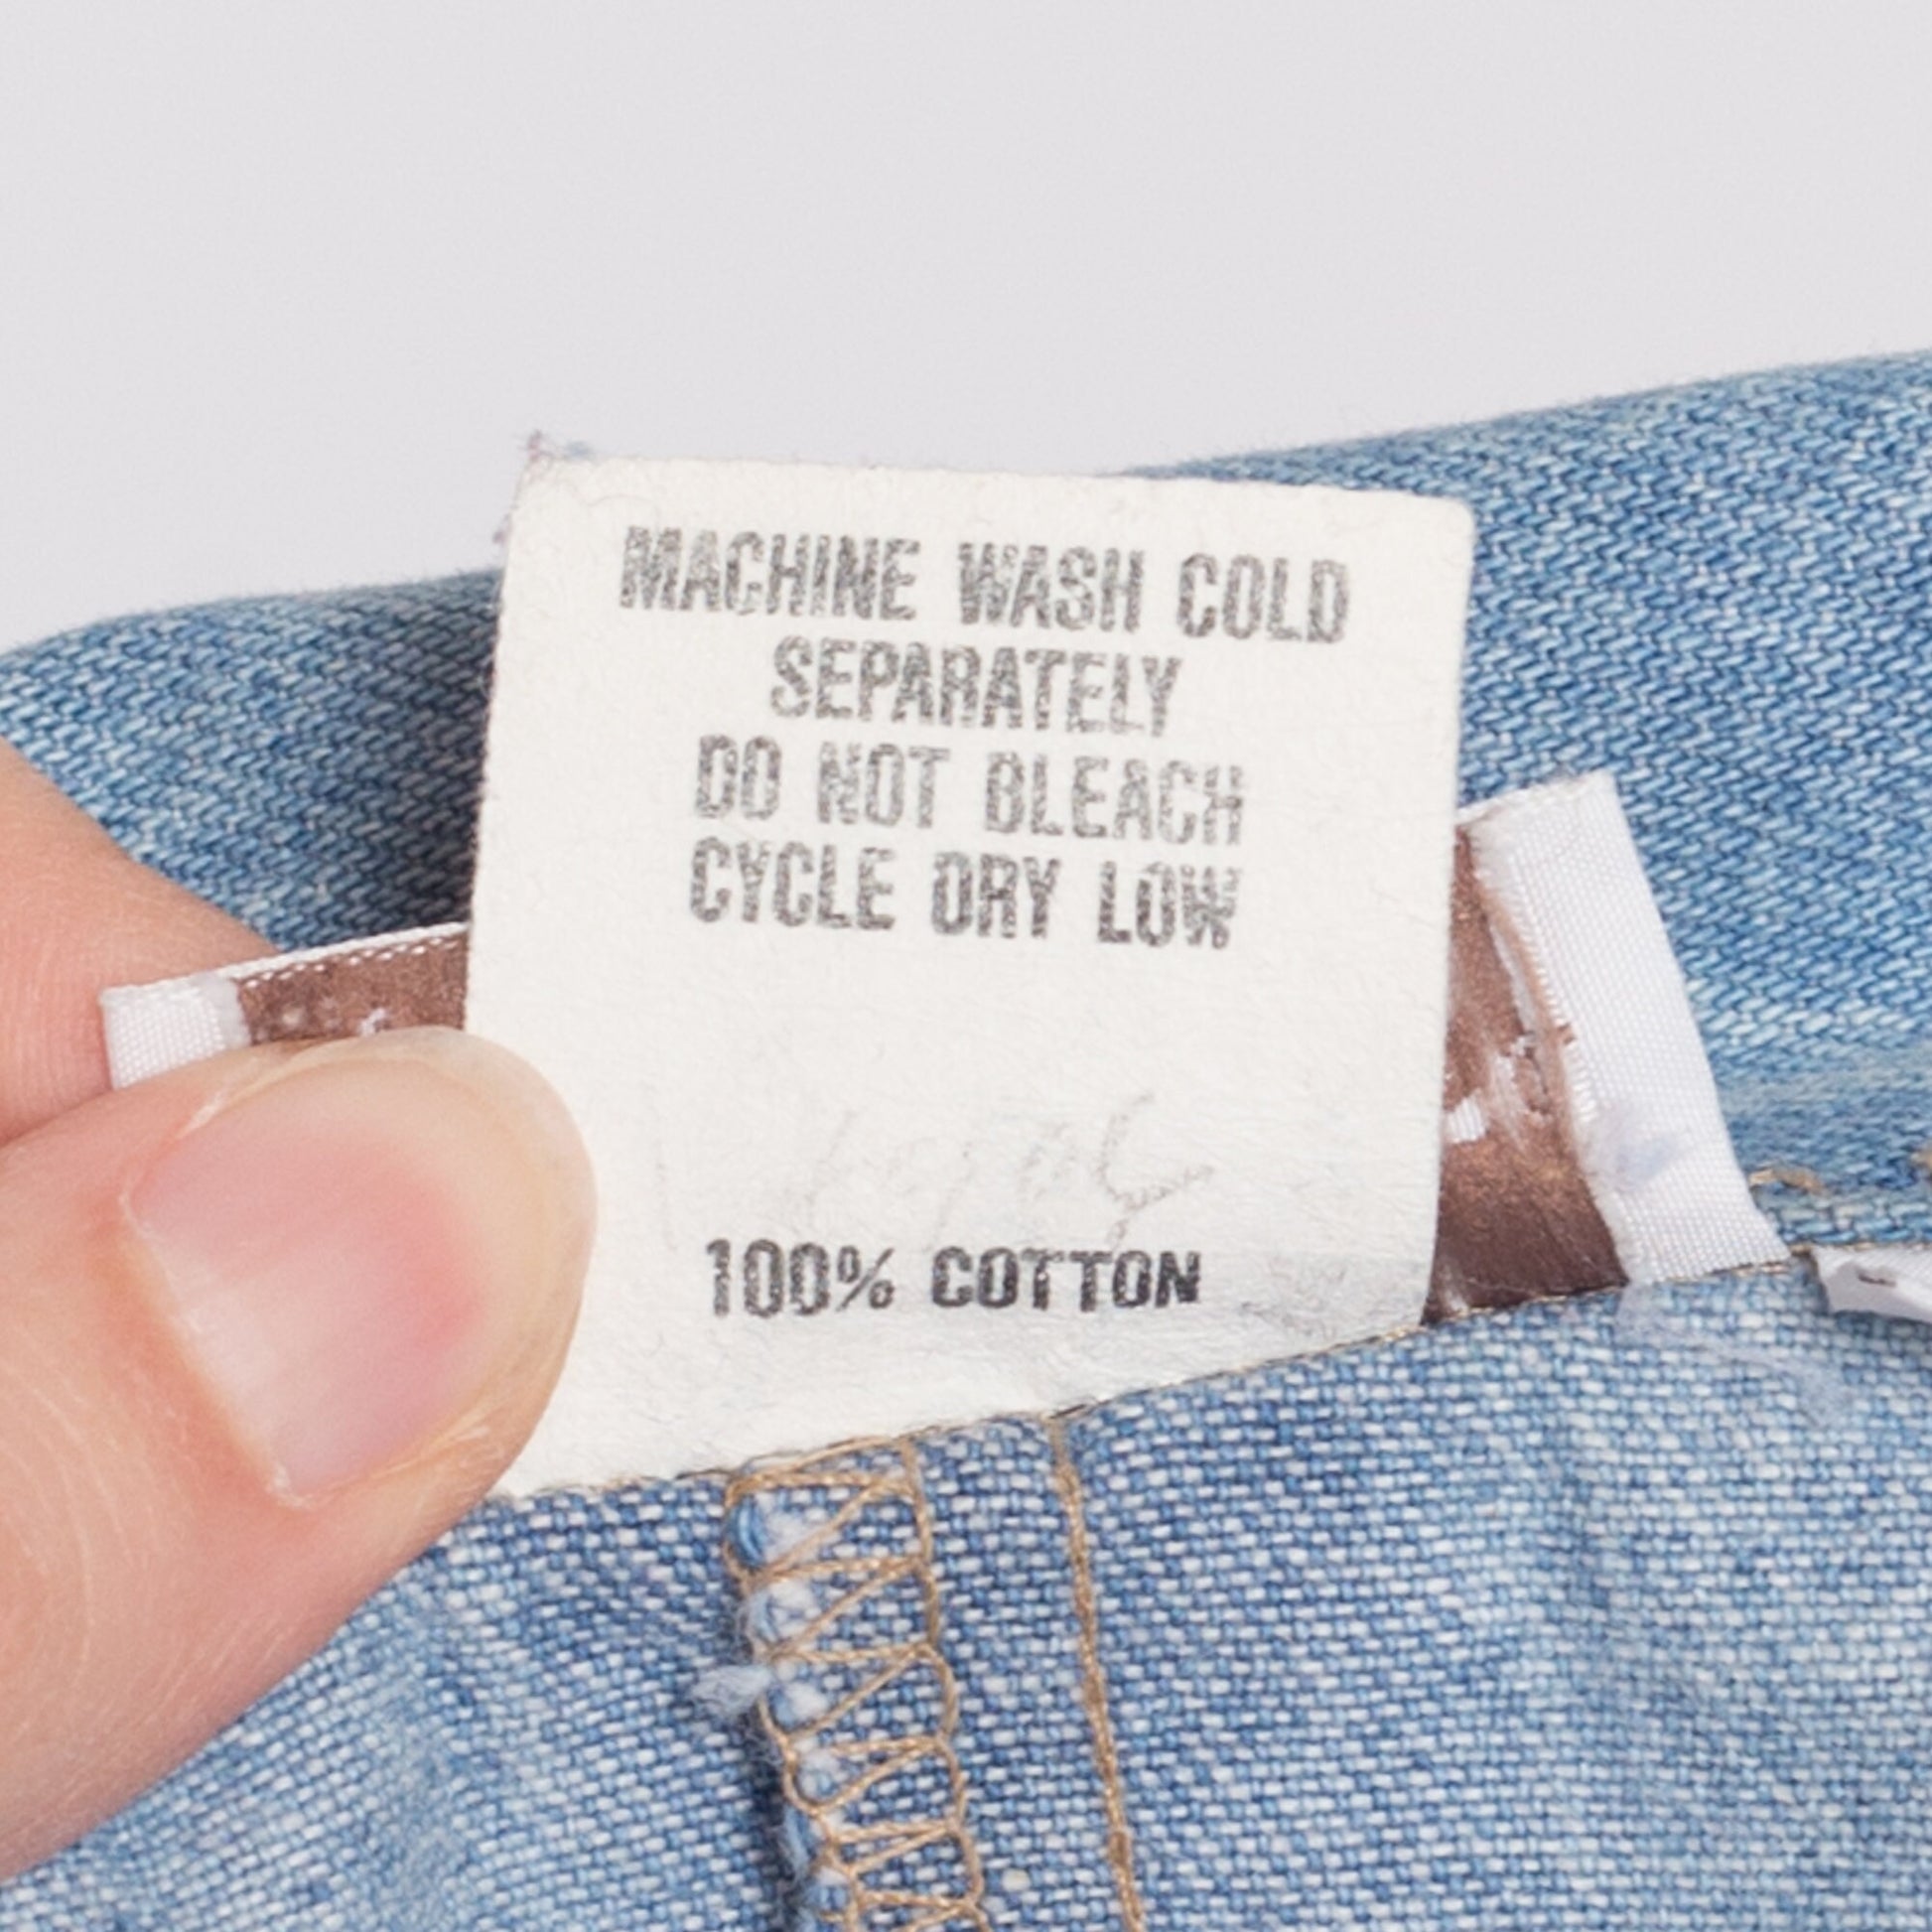 MACHINE WASH COLD
SEPARATELY
DO NOT BLEACH
CYCLE DRY LOW
100% COTTON